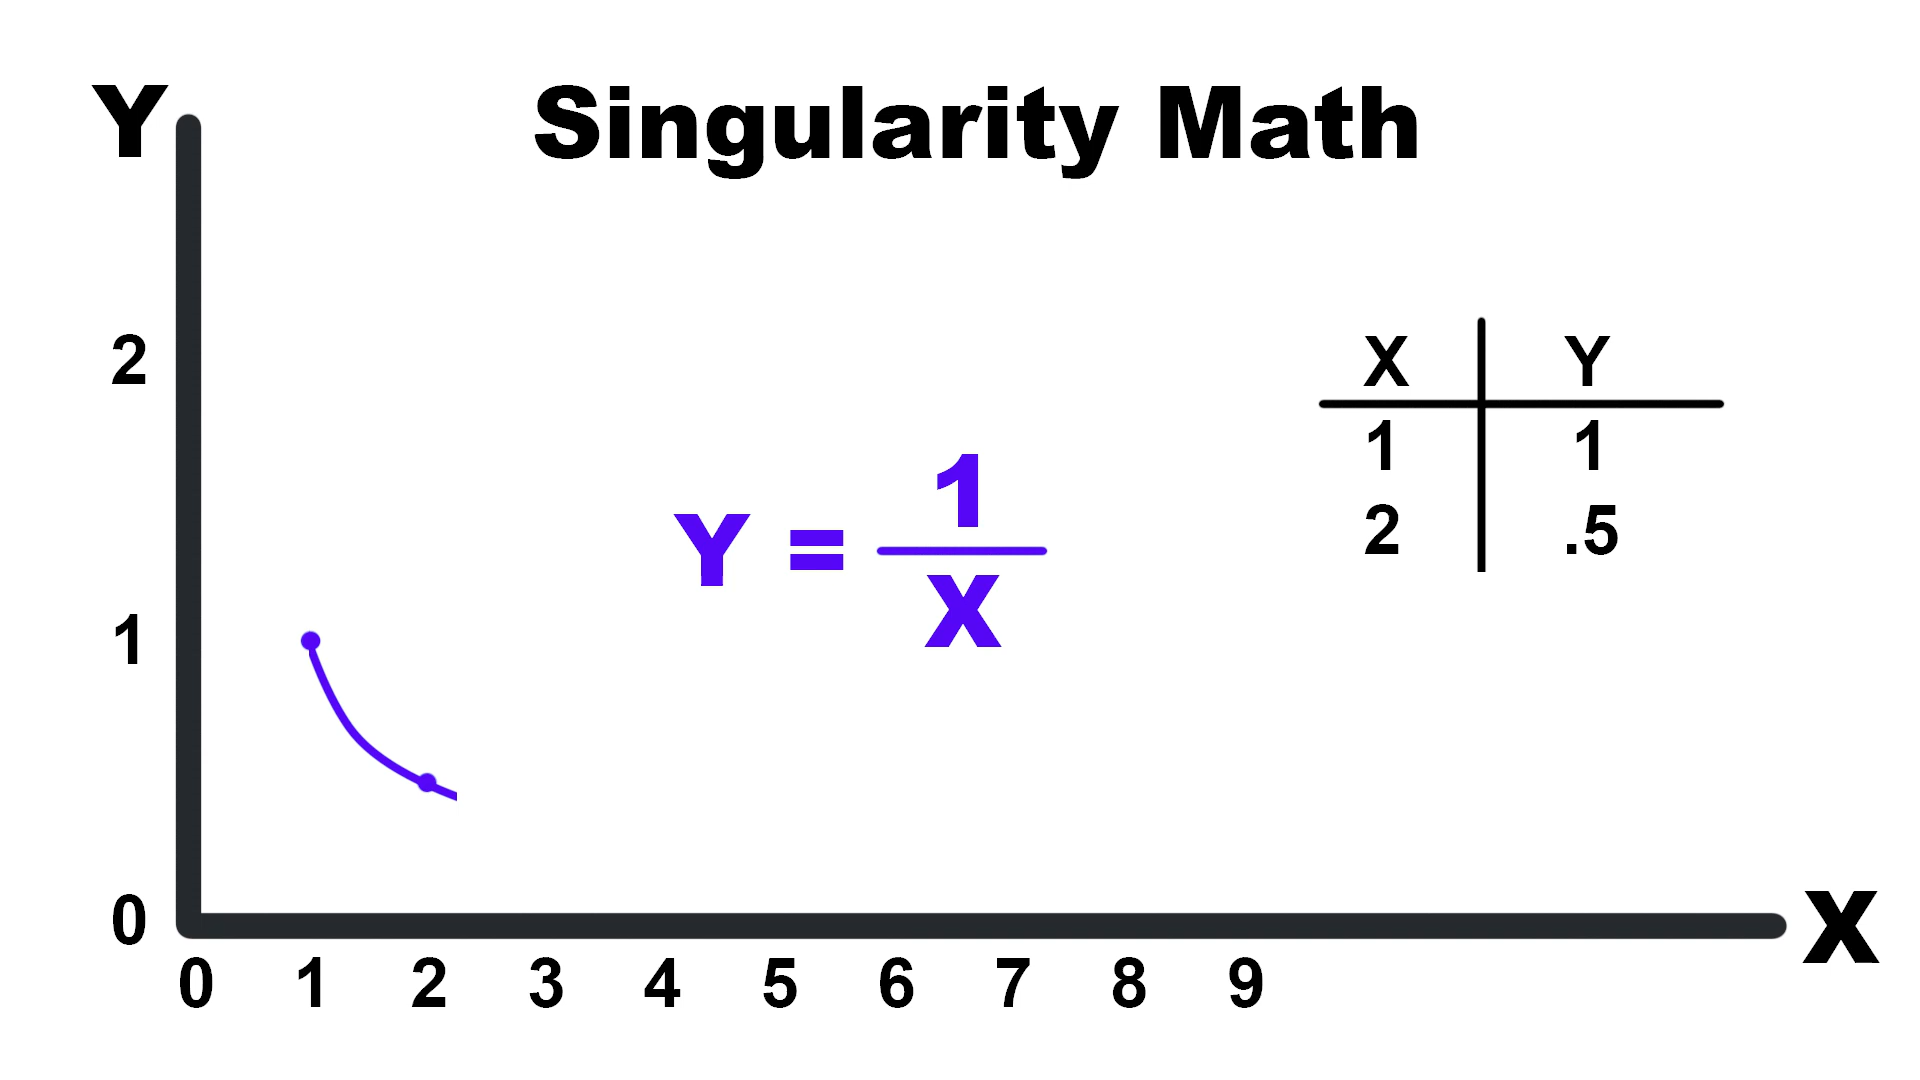 Singularity Math
Y
2
1
0
0 1 2 3 4 5 6 7 8 9
X
Y = 1/X
X Y
1 1
2 .5